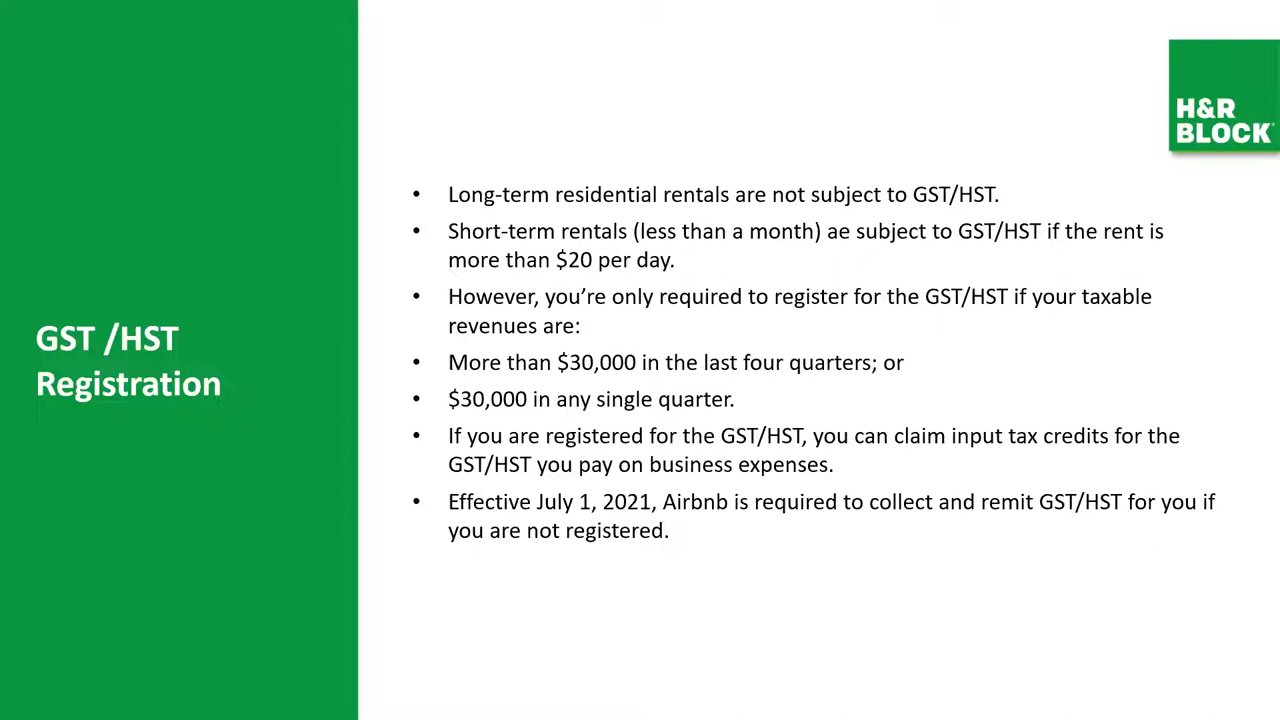 H&R
BLOCK
GST /HST
Registration
• Long-term residential rentals are not subject to GST/HST.
• Short-term rentals (less than a month) ae subject to GST/HST if the rent is
more than $20 per day.
• However, you’re only required to register for the GST/HST if your taxable
revenues are:
• More than $30,000 in the last four quarters; or
• $30,000 in any single quarter.
• If you are registered for the GST/HST, you can claim input tax credits for the
GST/HST you pay on business expenses.
• Effective July 1, 2021, Airbnb is required to collect and remit GST/HST for you if
you are not registered.